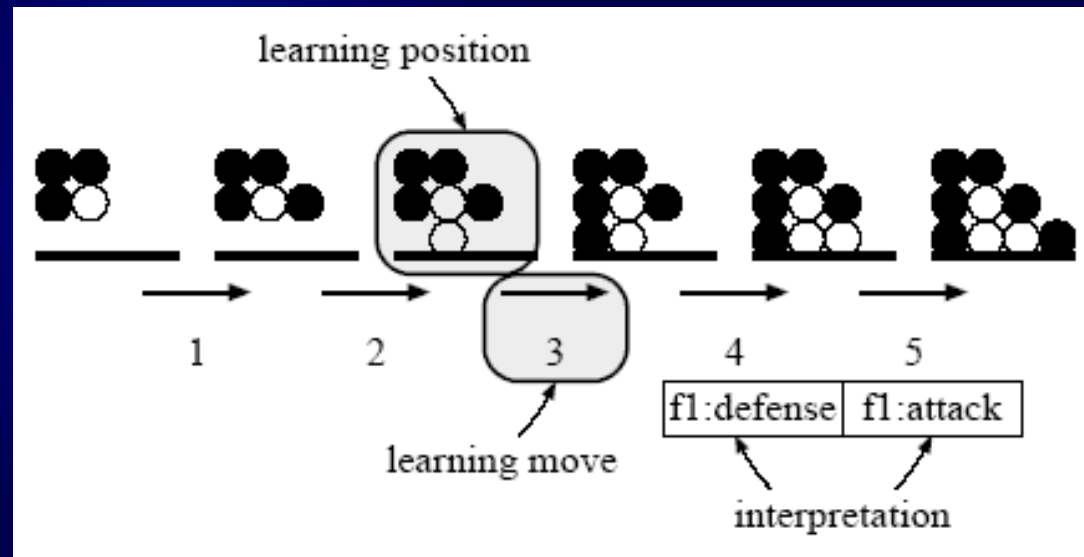 learning position
1 2 3 4 5
f1:defense f1:attack
learning move
interpretation